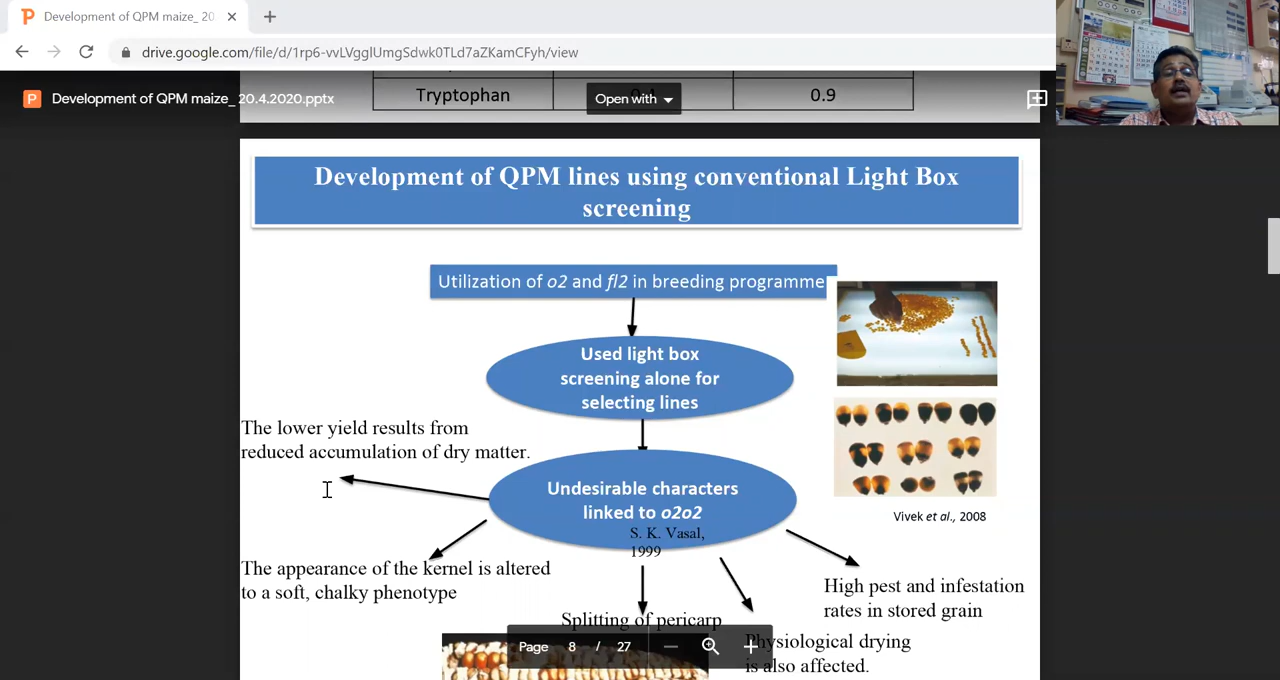 Development of QPM maize_ 20
drive.google.com/file/d/1rp6-vvLVgglUmgSdwk0TLd7aZKamCFyh/view
Development of QPM maize_ 20.4.2020.pptx
Open with
Tryptophan
0.9
Development of QPM lines using conventional Light Box
screening
Utilization of o2 and fl2 in breeding programme
Used light box
screening alone for
selecting lines
The lower yield results from
reduced accumulation of dry matter.
Undesirable characters
linked to o2o2
S. K. Vasal,
1999
Vivek et al., 2008
The appearance of the kernel is altered
to a soft, chalky phenotype
High pest and infestation
rates in stored grain
Splitting of pericarp
Physiological drying
is also affected.
Page 8 / 27